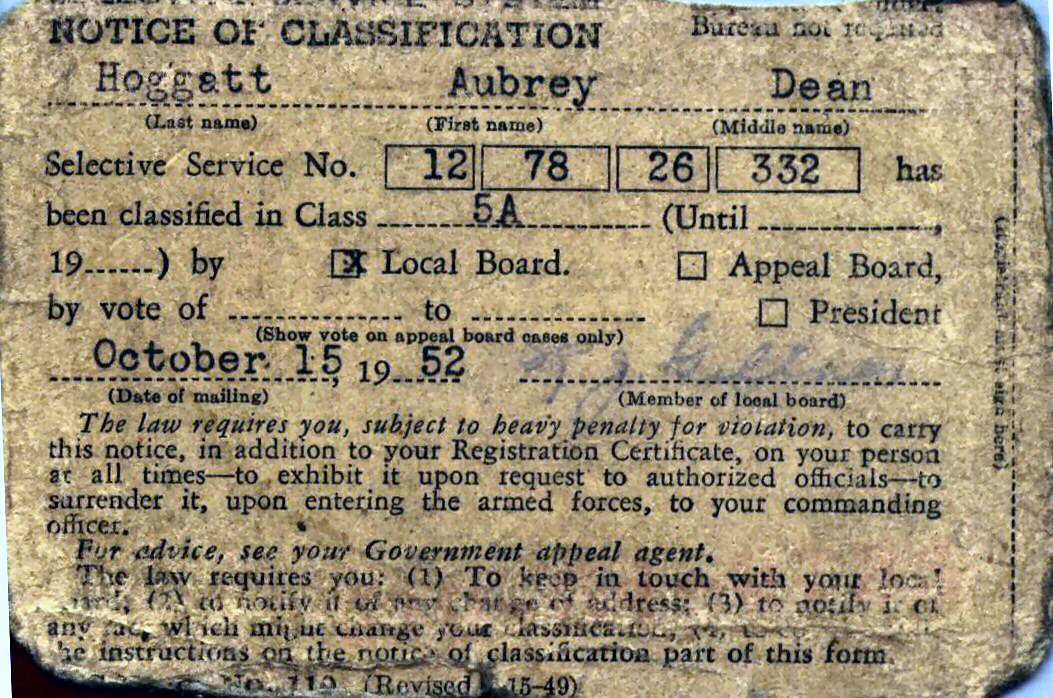 NOTICE OF CLASSIFICATION Bureau not required
Hoggatt Aubrey Dean
(Last name) (First name) (Middle name)
Selective Service No. 12 78 26 332 has
been classified in Class 5A (Until ,
19 ) by X Local Board. Appeal Board,
by vote of to President
(Show vote on appeal board cases only)
October 15, 19 52
(Date of mailing) (Member of local board)
The law requires you, subject to heavy penalty for violation, to carry
this notice, in addition to your Registration Certificate, on your person
at all times—to exhibit it upon request to authorized officials—to
surrender it, upon entering the armed forces, to your commanding
officer.
For advice, see your Government appeal agent.
The law requires you: (1) To keep in touch with your local
(2) to notify it of any change of address; (3) to notify it of
any which might change your classification,
instructions on the notice of classification part of this form.
No. 110 (Revised 15-49)